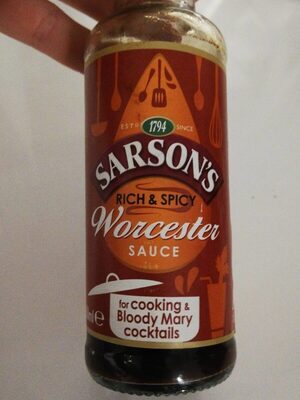 ESTD 1794 SINCE
SARSON'S
RICH & SPICY
Worcester
SAUCE
for cooking &
Bloody Mary
cocktails